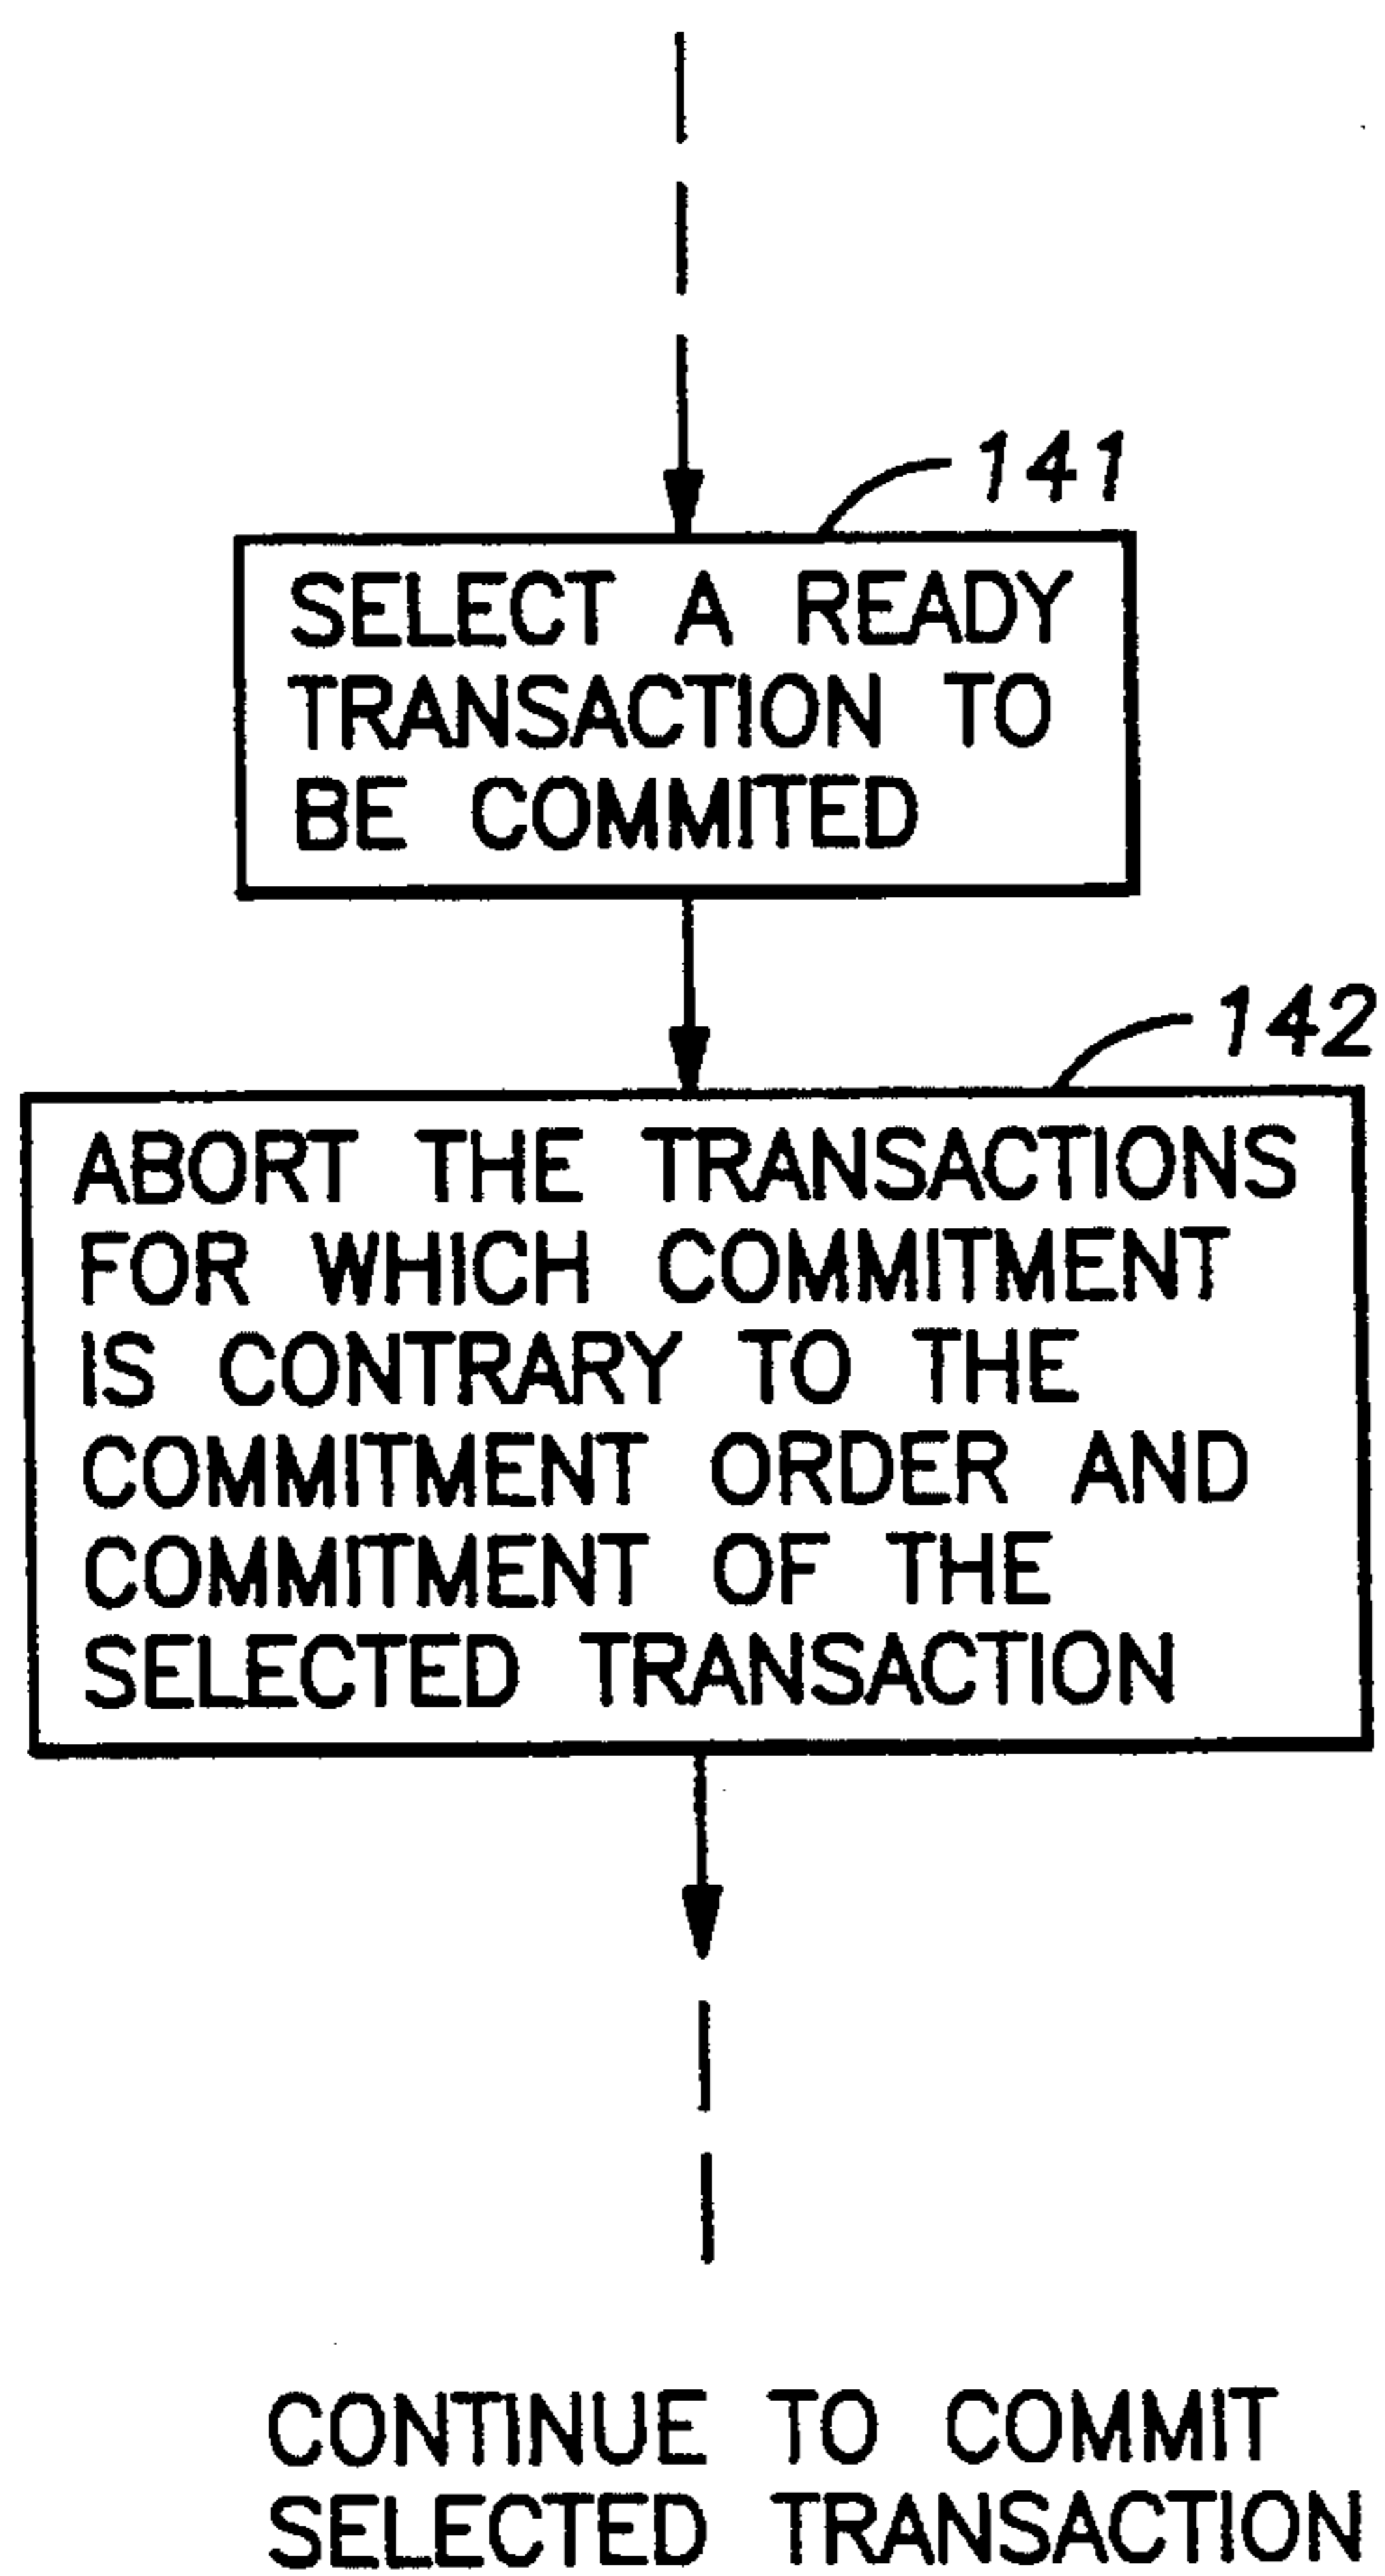 141
SELECT A READY
TRANSACTION TO
BE COMMITED
142
ABORT THE TRANSACTIONS
FOR WHICH COMMITMENT
IS CONTRARY TO THE
COMMITMENT ORDER AND
COMMITMENT OF THE
SELECTED TRANSACTION
CONTINUE TO COMMIT
SELECTED TRANSACTION